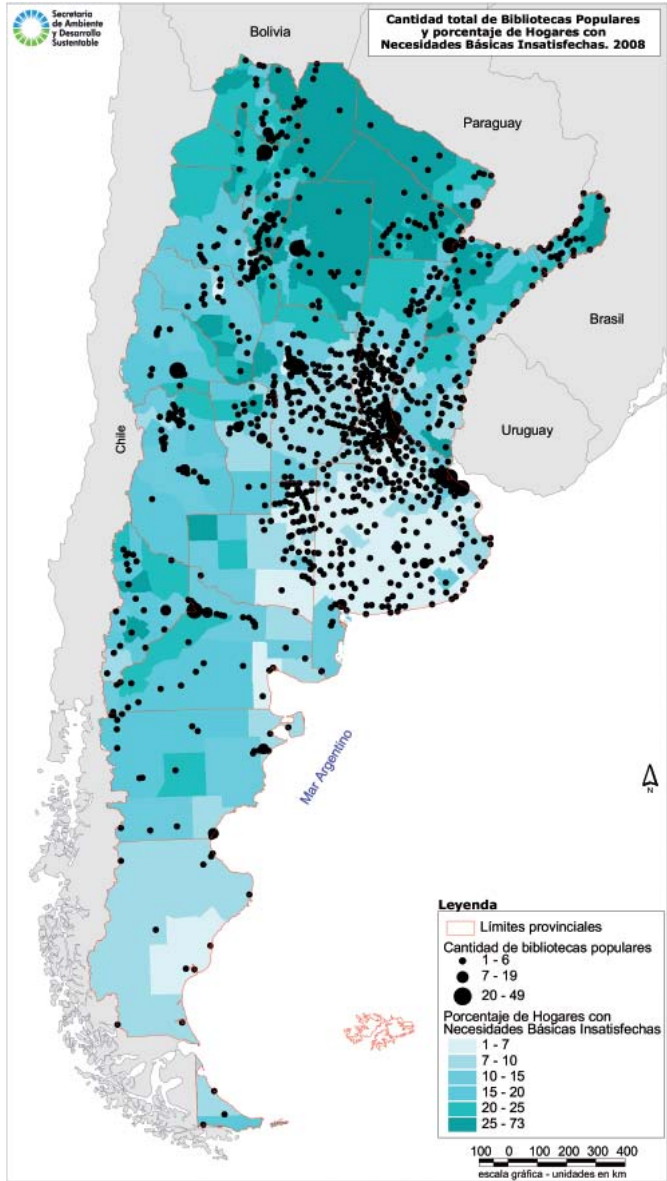 Secretaría
de Ambiente
y Desarrollo
Sustentable
Cantidad total de Bibliotecas Populares
y porcentaje de Hogares con
Necesidades Básicas Insatisfechas. 2008
Bolivia
Paraguay
Brasil
Uruguay
Chile
Mar Argentino
N
Leyenda
Límites provinciales
Cantidad de bibliotecas populares
1 - 6
7 - 19
20 - 49
Porcentaje de Hogares con
Necesidades Básicas Insatisfechas
1 - 7
7 - 10
10 - 15
15 - 20
20 - 25
25 - 73
100 0 100 200 300 400
escala gráfica - unidades en km